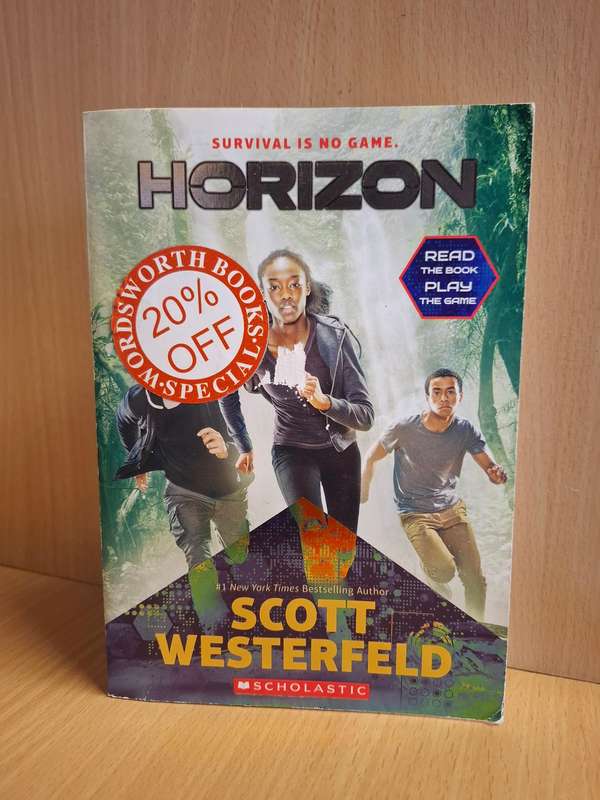 SURVIVAL IS NO GAME.
HORIZON
WORDSWORTH BOOKS
20%
OFF
·SPECIAL·
READ
THE BOOK
PLAY
THE GAME
#1 New York Times Bestselling Author
SCOTT
WESTERFELD
SCHOLASTIC